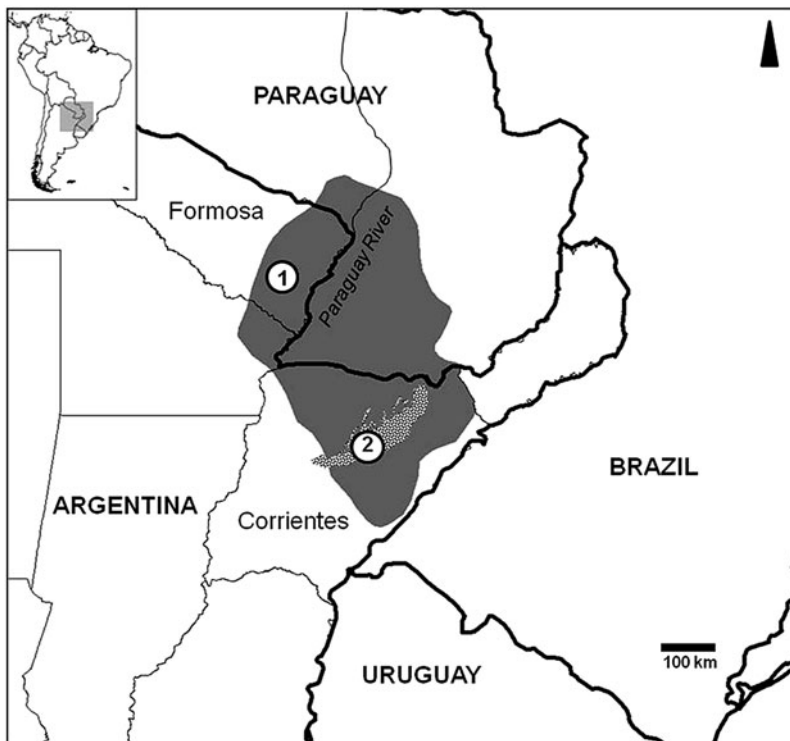 PARAGUAY
Formosa
Paraguay River
1
2
BRAZIL
ARGENTINA
Corrientes
100 km
URUGUAY